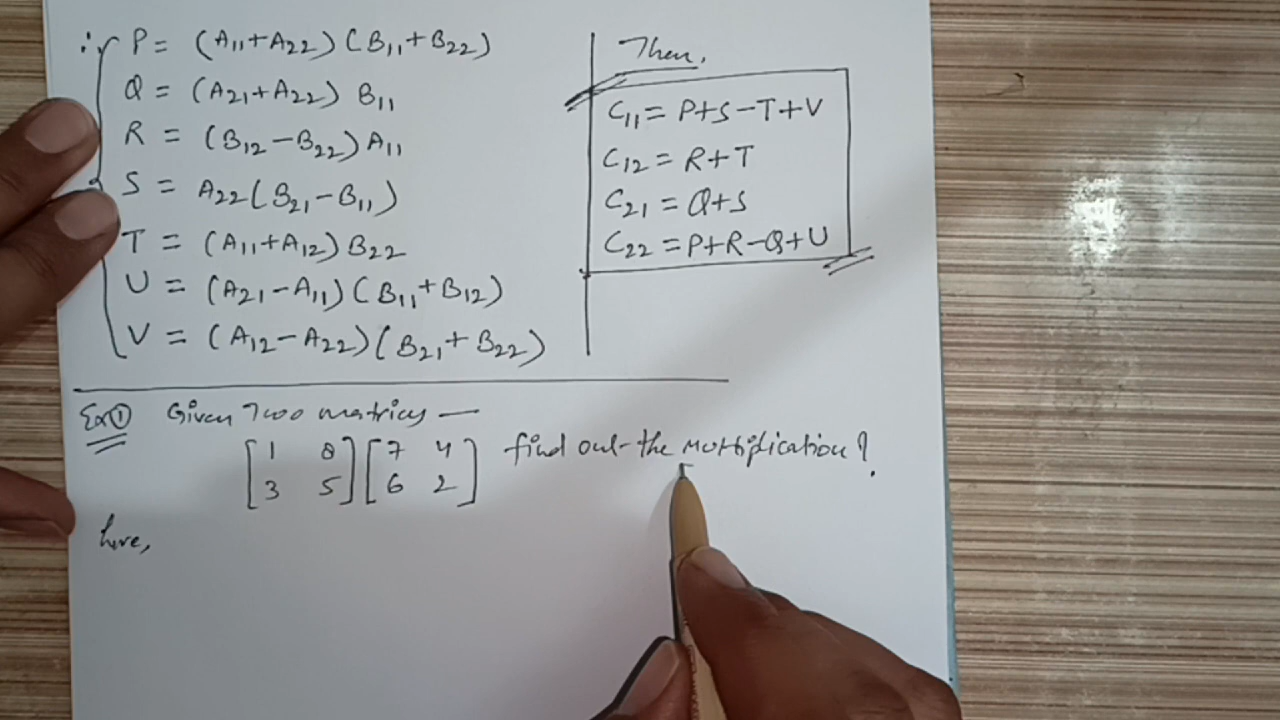 ∴ P = (A11+A22) (B11+B22)
Q = (A21+A22) B11
R = (B12-B22) A11
S = A22 (B21-B11)
T = (A11+A12) B22
U = (A21-A11) (B11+B12)
V = (A12-A22) (B21+B22)
Then,
C11 = P+S-T+V
C12 = R+T
C21 = Q+S
C22 = P+R-Q+U
Ex① Given Two matrices —
[1 8] [7 4] find out the multiplication?
[3 5] [6 2]
here,